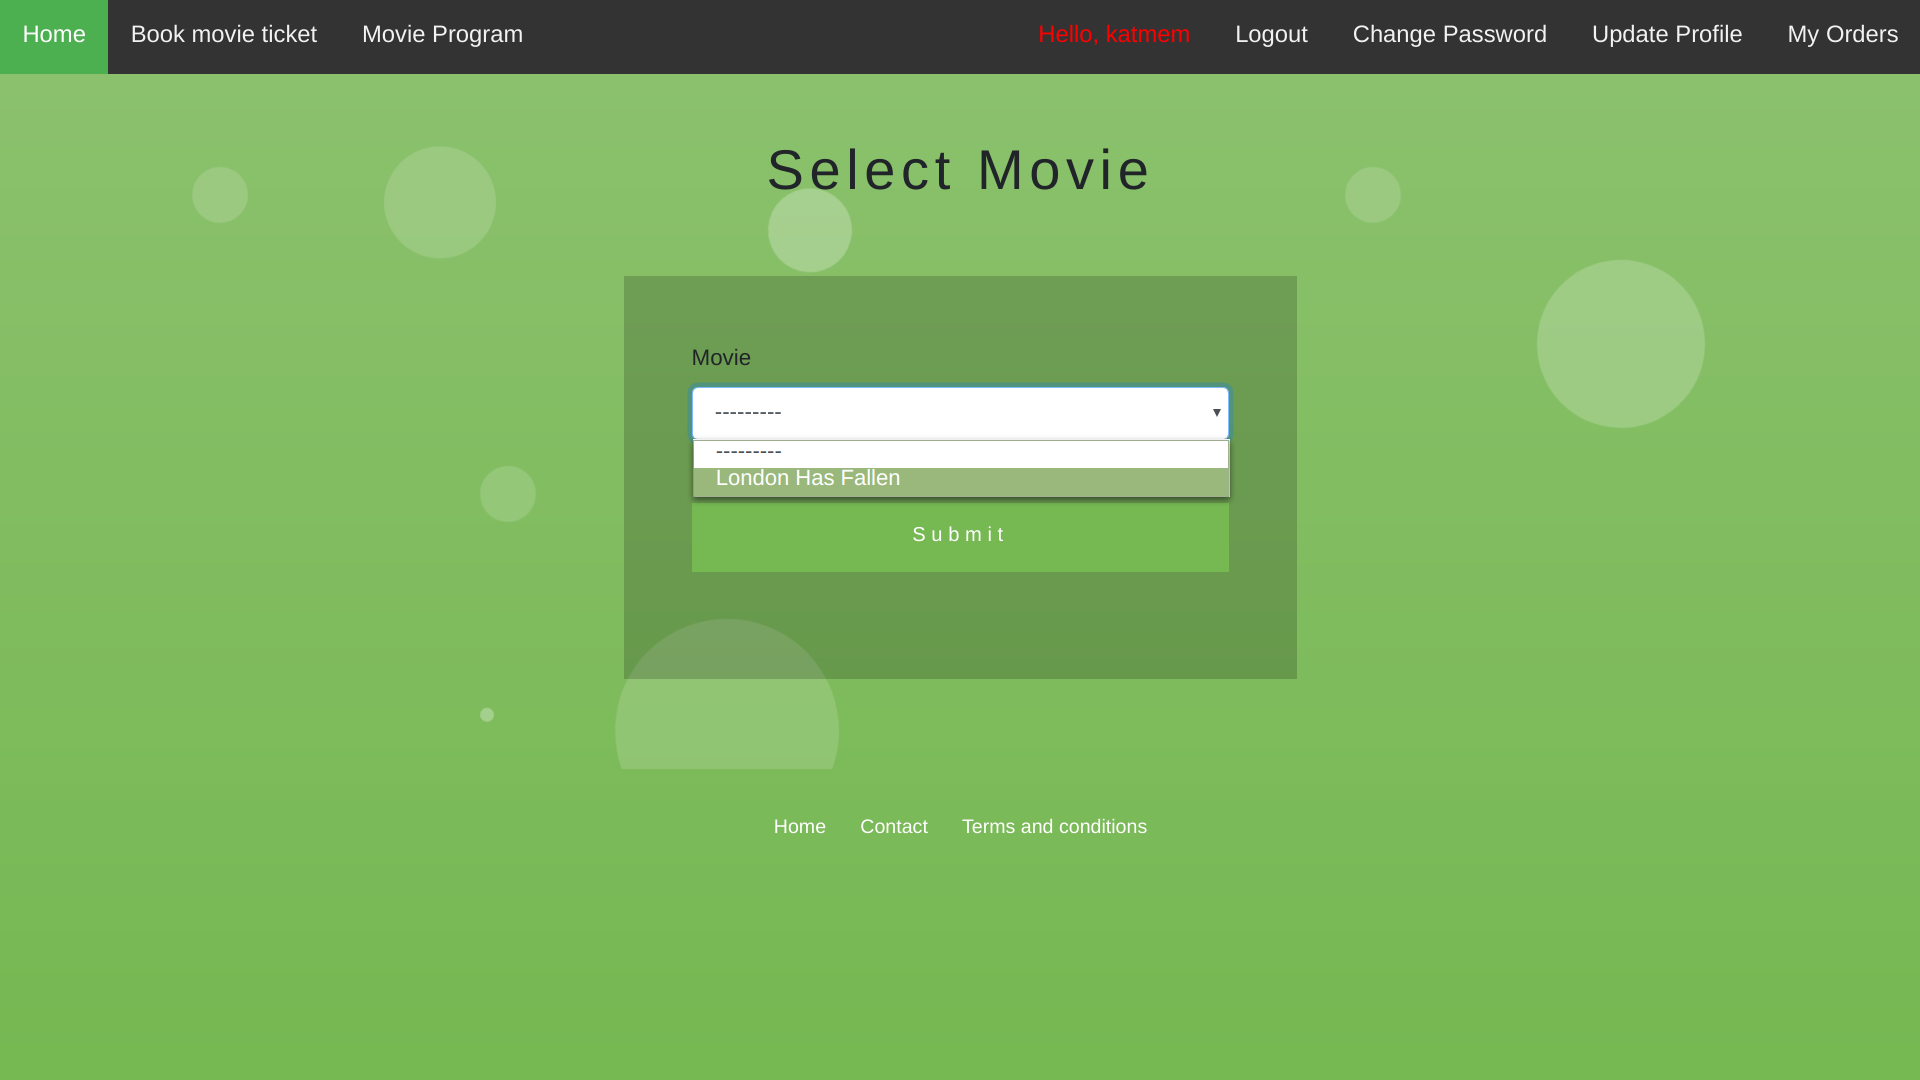 Home Book movie ticket Movie Program Hello, katmem Logout Change Password Update Profile My Orders
Select Movie
Movie
---------
---------
London Has Fallen
Submit
Home Contact Terms and conditions